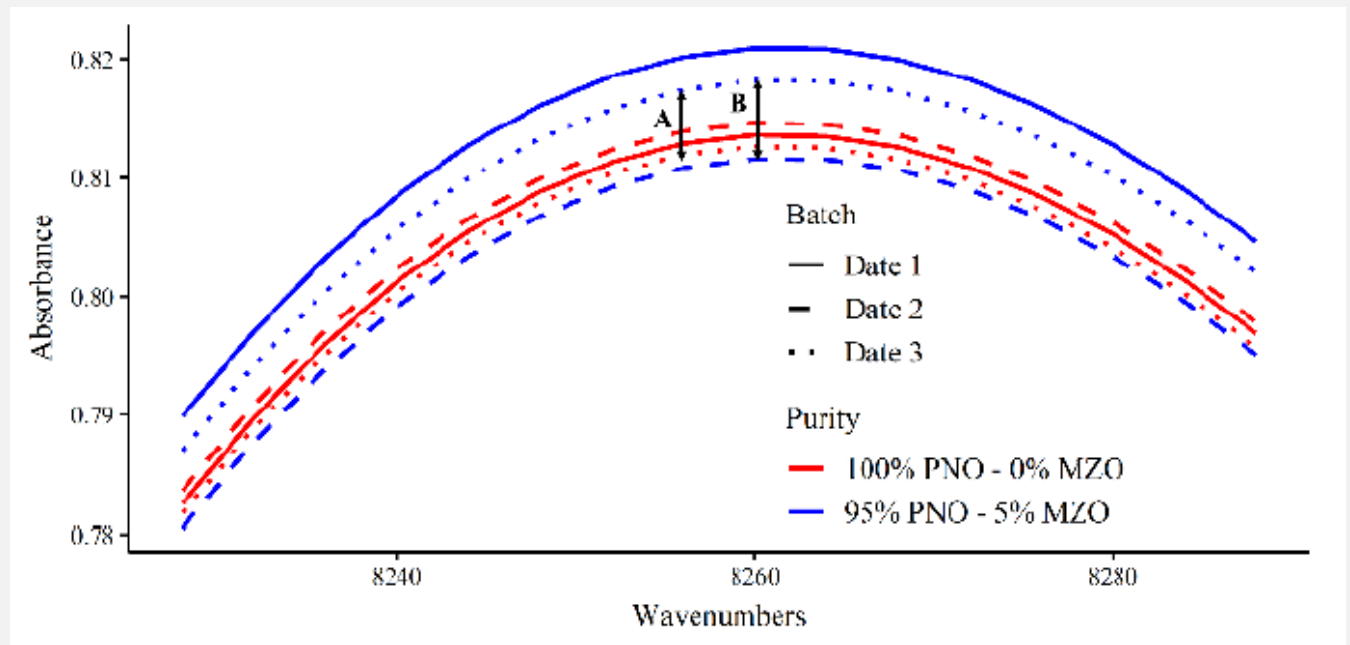 0.82
0.81
0.80
0.79
0.78
Absorbance
A
B
Batch
Date 1
Date 2
Date 3
Purity
100% PNO - 0% MZO
95% PNO - 5% MZO
8240 8260 8280
Wavenumbers